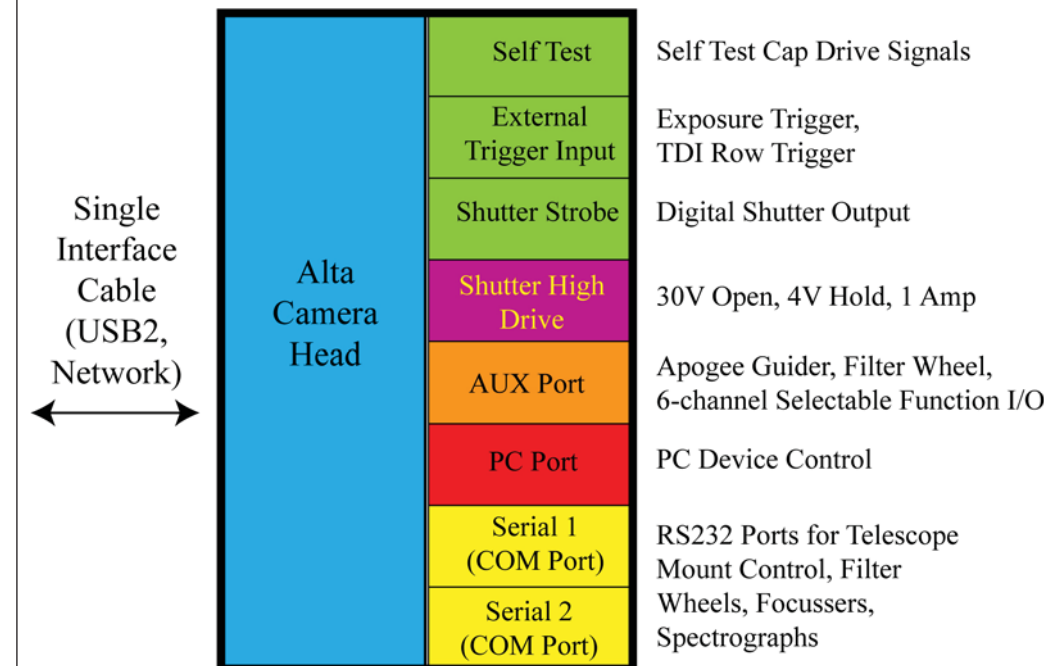 Single
Interface
Cable
(USB2,
Network)
Alta
Camera
Head
Self Test
Self Test Cap Drive Signals
External
Trigger Input
Exposure Trigger,
TDI Row Trigger
Shutter Strobe
Digital Shutter Output
Shutter High
Drive
30V Open, 4V Hold, 1 Amp
AUX Port
Apogee Guider, Filter Wheel,
6-channel Selectable Function I/O
PC Port
PC Device Control
Serial 1
(COM Port)
Serial 2
(COM Port)
RS232 Ports for Telescope
Mount Control, Filter
Wheels, Focussers,
Spectrographs